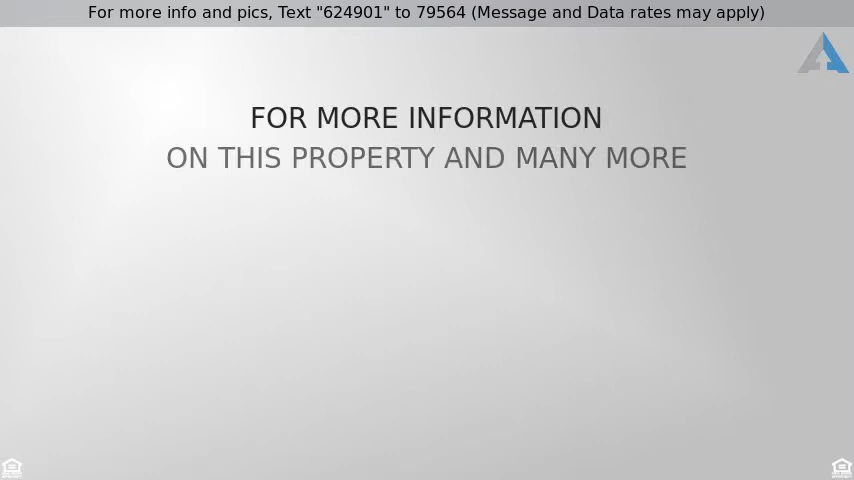 For more info and pics, Text "624901" to 79564 (Message and Data rates may apply)
FOR MORE INFORMATION
ON THIS PROPERTY AND MANY MORE